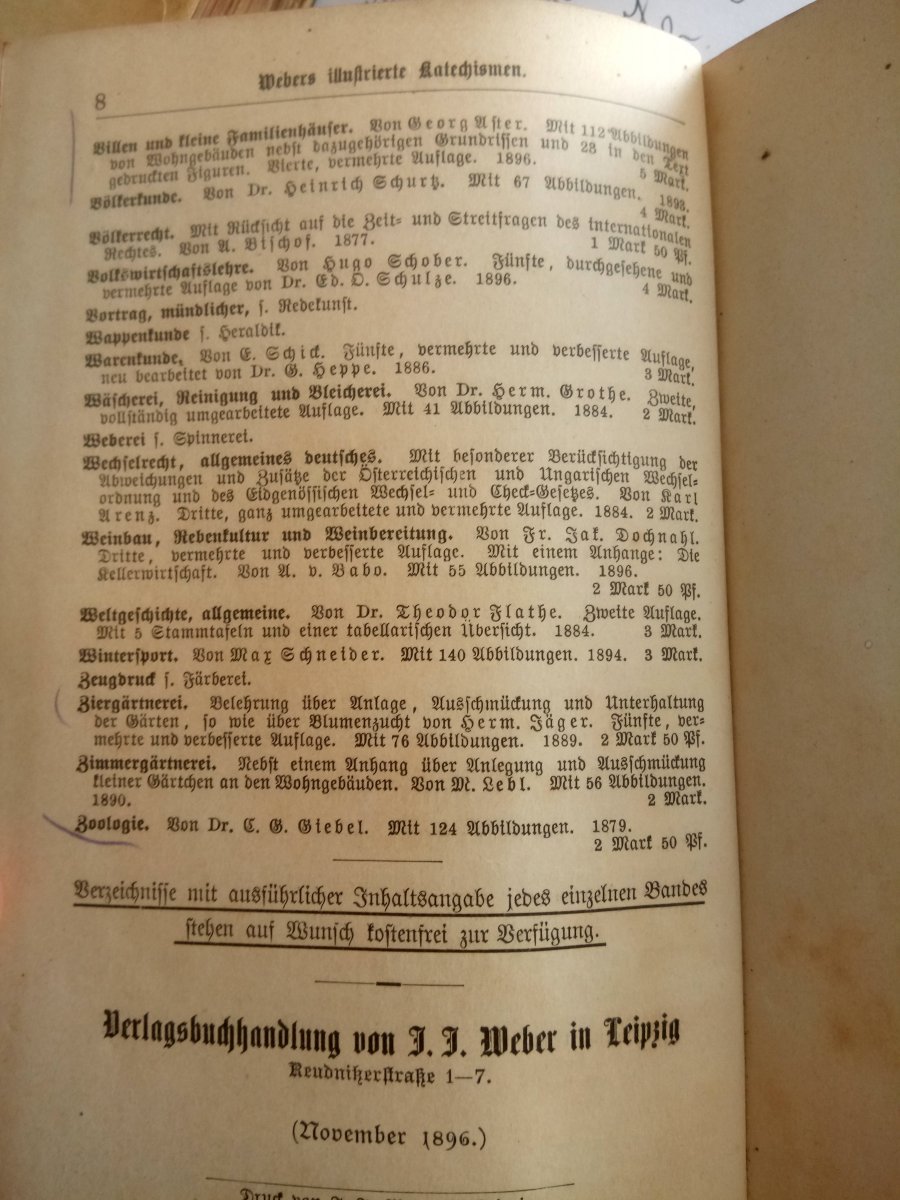 8
Webers illustrierte Katechismen.
Villen und kleine Familienhäuser. Von Georg Aster. Mit 112 Abbildungen
von Wohngebäuden nebst dazugehörigen Grundrissen und 28 in den Text
gedruckten Figuren. Vierte, vermehrte Auflage. 1896. 5 Mark.
Völkerkunde. Von Dr. Heinrich Schurtz. Mit 67 Abbildungen. 1893.
4 Mark.
Völkerrecht. Mit Rücksicht auf die Zeit- und Streitfragen des internationalen
Rechtes. Von A. Bischof. 1877. 1 Mark 50 Pf.
Volkswirtschaftslehre. Von Hugo Schober. Fünfte, durchgesehene und
vermehrte Auflage von Dr. Ed. O. Schulze. 1896. 4 Mark.
Vortrag, mündlicher, s. Redekunst.
Wappenkunde s. Heraldik.
Warenkunde. Von E. Schick. Fünfte, vermehrte und verbesserte Auflage,
neu bearbeitet von Dr. G. Heppe. 1886. 3 Mark.
Wäscherei, Reinigung und Bleicherei. Von Dr. Herm. Grothe. Zweite,
vollständig umgearbeitete Auflage. Mit 41 Abbildungen. 1884. 2 Mark.
Weberei s. Spinnerei.
Wechselrecht, allgemeines deutsches. Mit besonderer Berücksichtigung der
Abweichungen und Zusätze der Österreichischen und Ungarischen Wechsel-
ordnung und des Eidgenössischen Wechsel- und Check-Gesetzes. Von Karl
Arenz. Dritte, ganz umgearbeitete und vermehrte Auflage. 1884. 2 Mark.
Weinbau, Rebenkultur und Weinbereitung. Von Fr. Jak. Dochnahl.
Dritte, vermehrte und verbesserte Auflage. Mit einem Anhange: Die
Kellerwirtschaft. Von A. v. Babo. Mit 55 Abbildungen. 1896.
2 Mark 50 Pf.
Weltgeschichte, allgemeine. Von Dr. Theodor Flathe. Zweite Auflage.
Mit 5 Stammtafeln und einer tabellarischen Übersicht. 1884. 3 Mark.
Wintersport. Von Max Schneider. Mit 140 Abbildungen. 1894. 3 Mark.
Zeugdruck s. Färberei.
Ziergärtnerei. Belehrung über Anlage, Ausschmückung und Unterhaltung
der Gärten, so wie über Blumenzucht von Herm. Jäger. Fünfte, ver-
mehrte und verbesserte Auflage. Mit 76 Abbildungen. 1889. 2 Mark 50 Pf.
Zimmergärtnerei. Nebst einem Anhang über Anlegung und Ausschmückung
kleiner Gärtchen an den Wohngebäuden. Von M. Lebl. Mit 56 Abbildungen.
1890. 2 Mark.
Zoologie. Von Dr. C. G. Giebel. Mit 124 Abbildungen. 1879.
2 Mark 50 Pf.
Verzeichnisse mit ausführlicher Inhaltsangabe jedes einzelnen Bandes
stehen auf Wunsch kostenfrei zur Verfügung.
Verlagsbuchhandlung von J. J. Weber in Leipzig
Reudnitzerstraße 1—7.
(November 1896.)
Druck von J. J. Weber